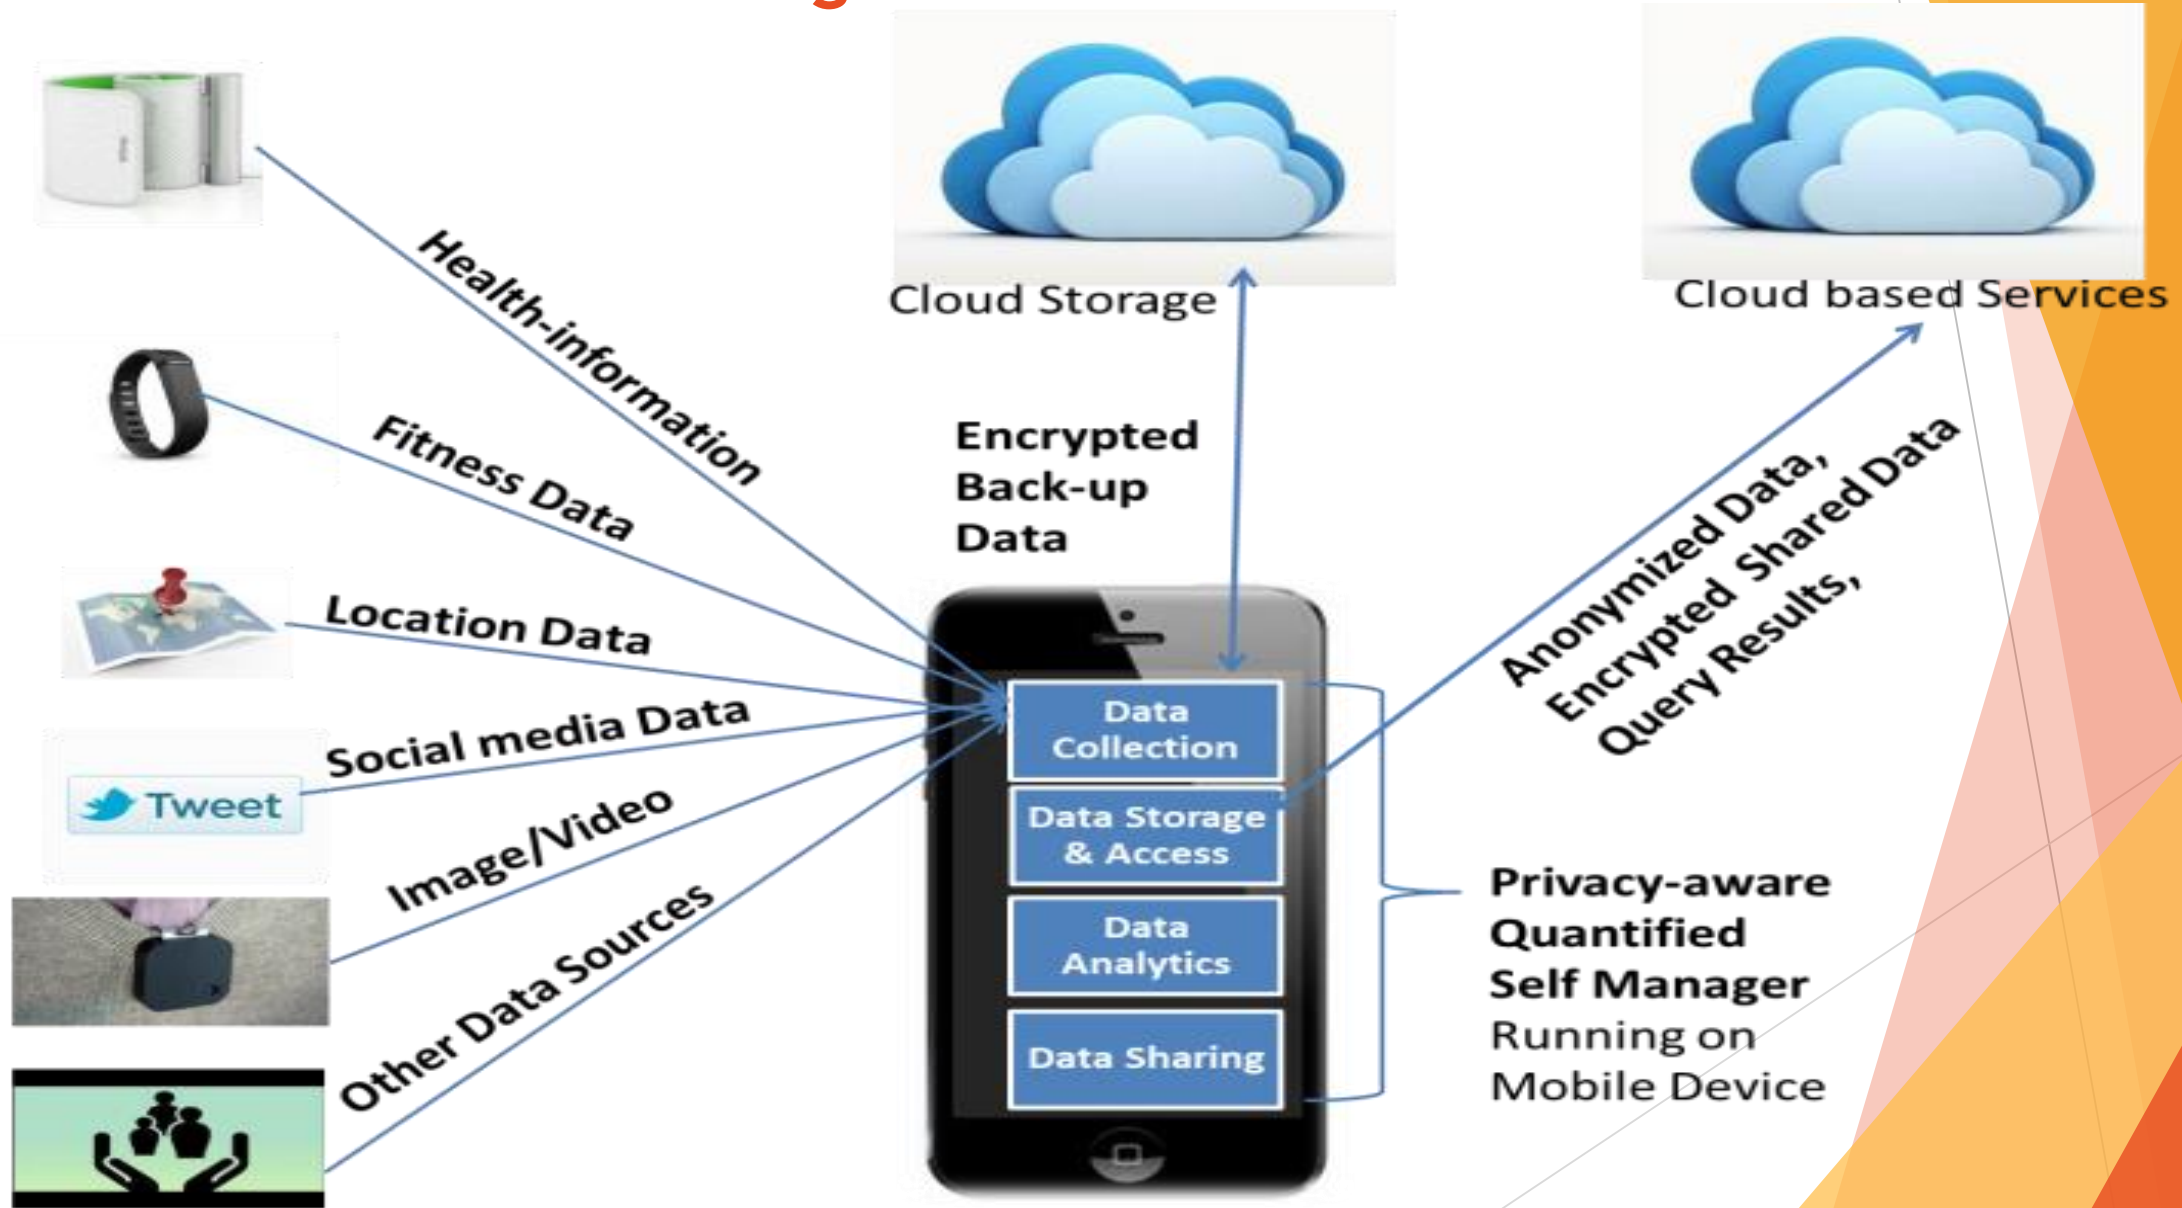 Cloud Storage
Cloud based Services
Health-information
Fitness Data
Location Data
Social media Data
Tweet
Image/Video
Other Data Sources
Encrypted
Back-up
Data
Anonymized Data,
Encrypted Shared Data
Query Results,
Data
Collection
Data Storage
& Access
Data
Analytics
Data Sharing
Privacy-aware
Quantified
Self Manager
Running on
Mobile Device